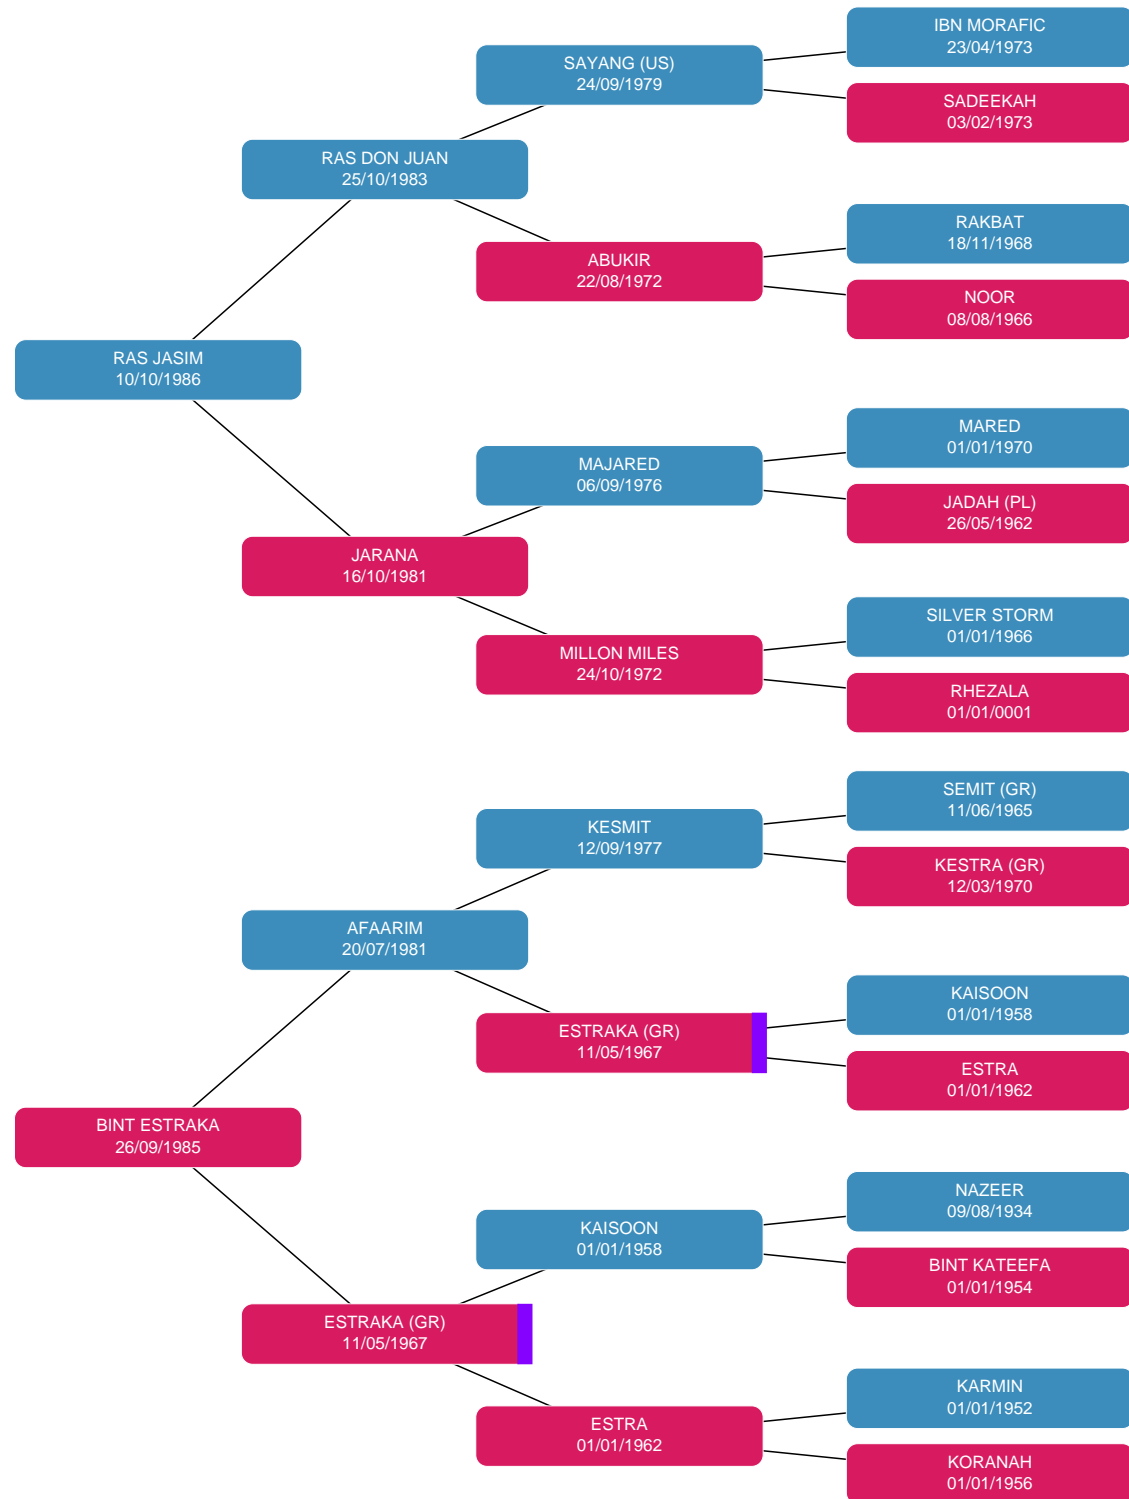 IBN MORAFIC
23/04/1973
SAYANG (US)
24/09/1979
SADEEKAH
03/02/1973
RAS DON JUAN
25/10/1983
RAKBAT
18/11/1968
ABUKIR
22/08/1972
NOOR
08/08/1966
RAS JASIM
10/10/1986
MARED
01/01/1970
MAJARED
06/09/1976
JADAH (PL)
26/05/1962
JARANA
16/10/1981
SILVER STORM
01/01/1966
MILLON MILES
24/10/1972
RHEZALA
01/01/0001
SEMIT (GR)
11/06/1965
KESMIT
12/09/1977
KESTRA (GR)
12/03/1970
AFAARIM
20/07/1981
KAISOON
01/01/1958
ESTRAKA (GR)
11/05/1967
ESTRA
01/01/1962
BINT ESTRAKA
26/09/1985
NAZEER
09/08/1934
KAISOON
01/01/1958
BINT KATEEFA
01/01/1954
ESTRAKA (GR)
11/05/1967
KARMIN
01/01/1952
ESTRA
01/01/1962
KORANAH
01/01/1956